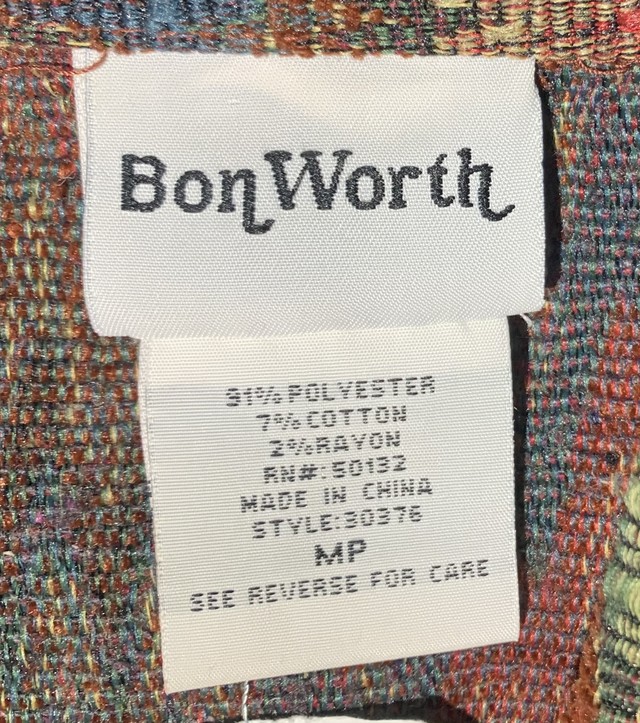 BonWorth
91% POLYESTER
7% COTTON
2% RAYON
RN#: 50132
MADE IN CHINA
STYLE:30376
MP
SEE REVERSE FOR CARE